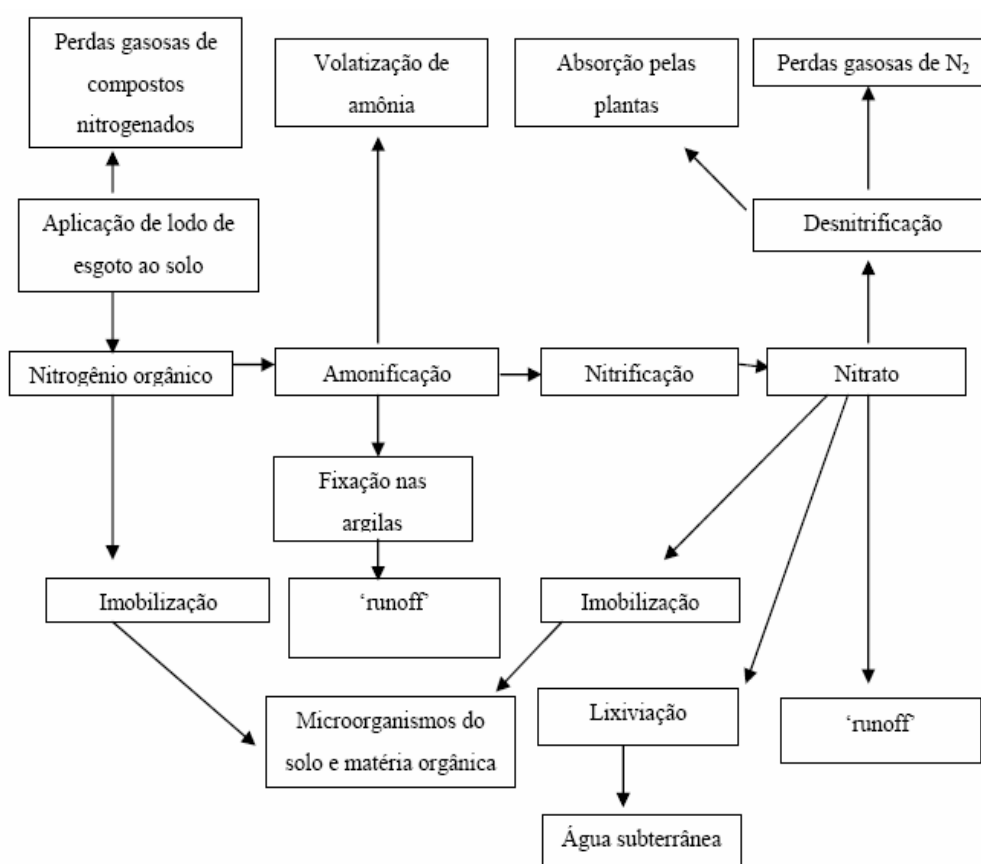 Perdas gasosas de
compostos
nitrogenados
Volatização de
amônia
Absorção pelas
plantas
Perdas gasosas de N₂
Aplicação de lodo de
esgoto ao solo
Desnitrificação
Nitrogênio orgânico
Amonificação
Nitrificação
Nitrato
Fixação nas
argilas
Imobilização
‘runoff’
Imobilização
Microorganismos do
solo e matéria orgânica
Lixiviação
‘runoff’
Água subterrânea